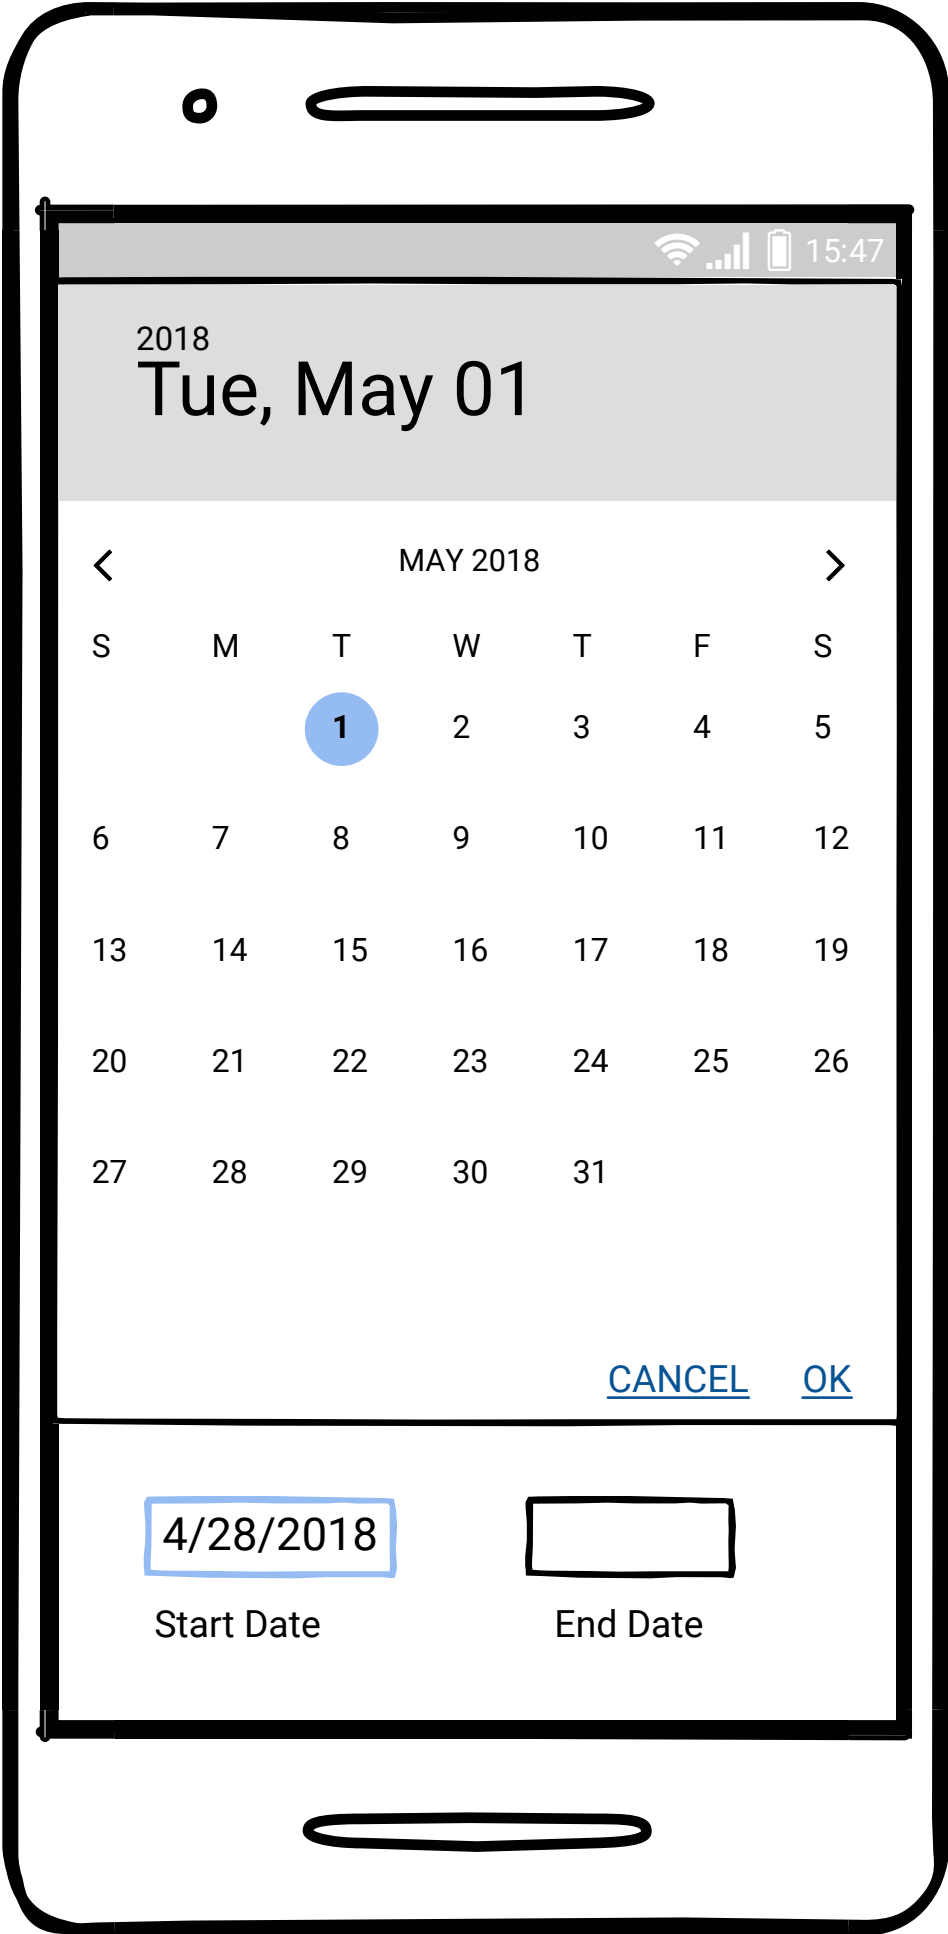 15:47
2018
Tue, May 01
MAY 2018
S M T W T F S
1 2 3 4 5
6 7 8 9 10 11 12
13 14 15 16 17 18 19
20 21 22 23 24 25 26
27 28 29 30 31
CANCEL OK
4/28/2018
Start Date End Date